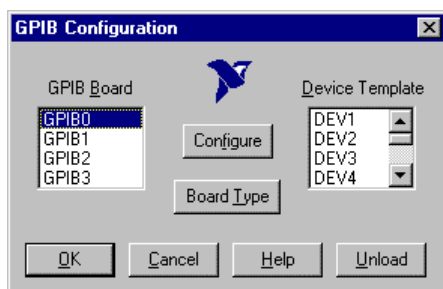 GPIB Configuration
GPIB Board
Device Template
GPIB0
GPIB1
GPIB2
GPIB3
Configure
Board Type
DEV1
DEV2
DEV3
DEV4
OK
Cancel
Help
Unload